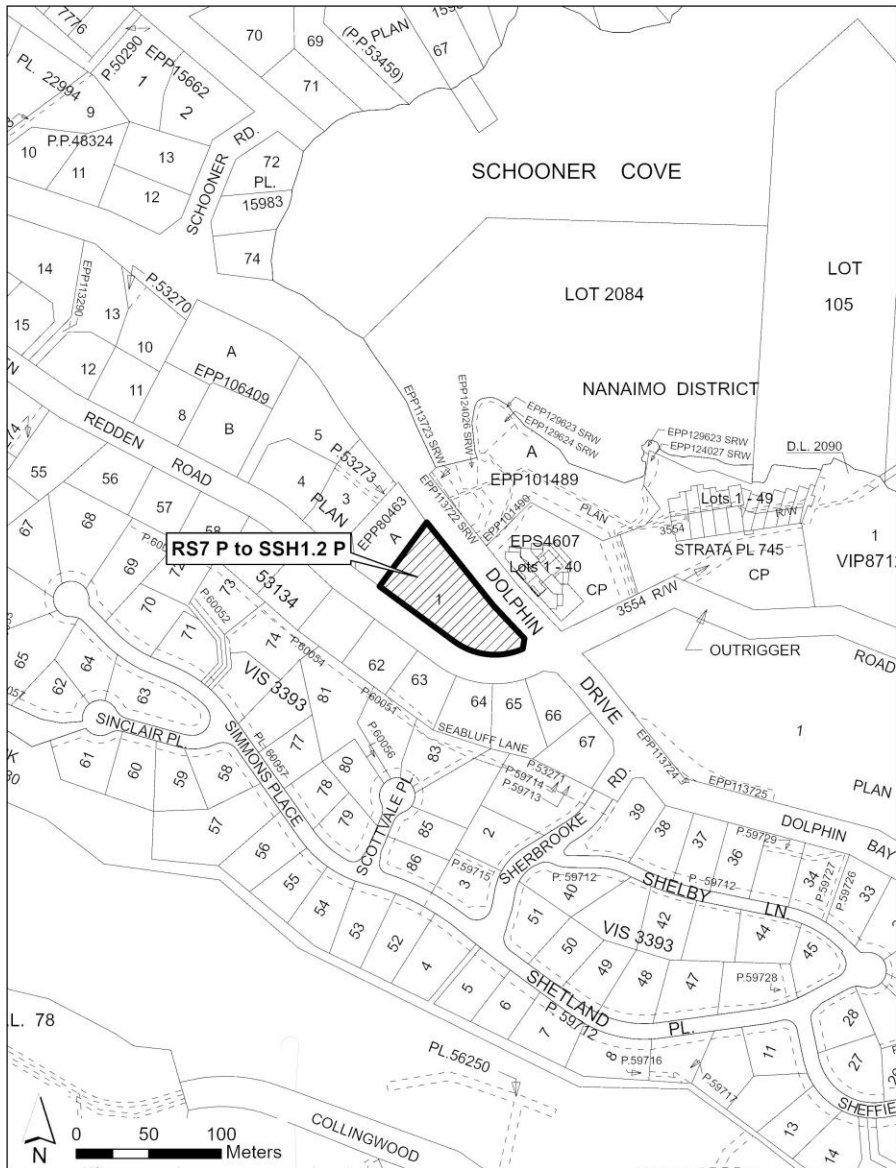 7776
P.50290
EPP15662
PL. 22994
1
2
9
10
P.P.48324
11
13
12
SCHOONER RD.
70
69
71
PLAN
(P.P.53459)
67
72
PL.
15983
74
SCHOONER COVE
LOT 2084
LOT
105
NANAIMO DISTRICT
14
15
EPP113290
13
P.53270
10
12
11
A
EPP106409
8
B
5
P.53273
4
3
PLAN
53134
EPP80463
A
REDDEN ROAD
EPP113723 SRW
EPP124026 SRW
EPP129623 SRW
EPP129624 SRW
EPP129623 SRW
EPP124027 SRW
D.L. 2090
A
EPP101489
EPP113722 SRW
EPP101490
PLAN
3554
R/W
EPS4607
Lots 1 - 40
CP
Lots 1 - 49
STRATA PL 745
CP
1
3554 R/W
OUTRIGGER
ROAD
DOLPHIN
DRIVE
RS7 P to SSH1.2 P
1
55
56
57
58
67
68
69
70
71
72
73
P.60052
74
P.60054
62
63
64
65
66
67
P.60051
SEABLUFF LANE
VIS 3393
81
77
78
79
80
P.60056
PL. 60057
83
P.53271
P.59714
P.59713
65
62
64
63
SINCLAIR PL.
SIMMONS PLACE
61
60
59
58
57
56
55
54
53
52
SCOTTVALE PL.
85
86
2
3
P.59715
4
5
6
7
8
SHERBROOKE RD.
EPP113724
EPP113725
1
PLAN
DOLPHIN BAY
39
38
37
36
P.59729
34
P.59727
P.59726
33
P. 59712
40
P. 59712
SHELBY LN
51
50
49
48
42
VIS 3393
47
44
45
P.59728
SHETLAND PL.
P. 59712
P.59716
P.59717
11
13
14
28
27
PL.56250
COLLINGWOOD
N
0 50 100
Meters